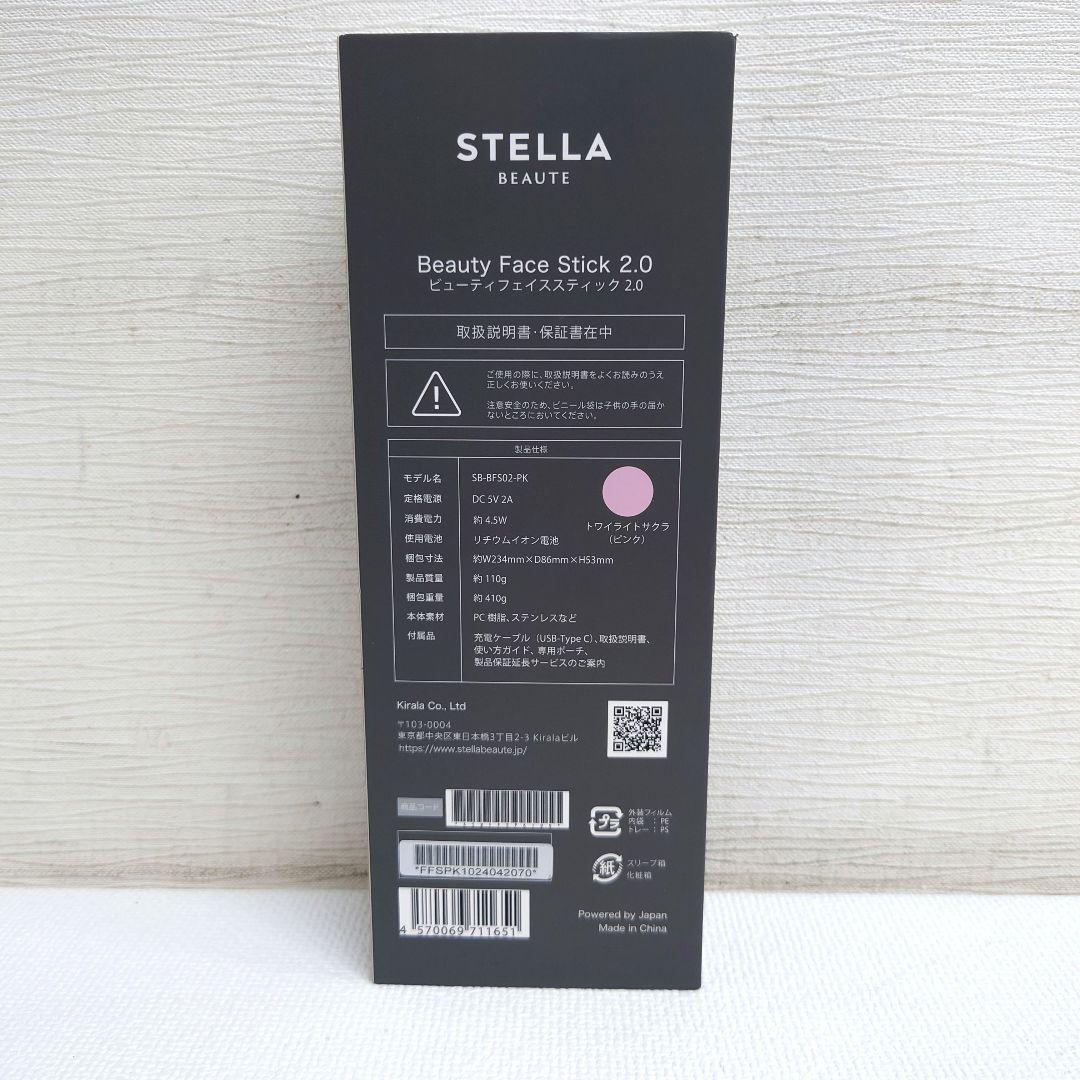 STELLA
BEAUTE
Beauty Face Stick 2.0
ビューティフェイススティック 2.0
取扱説明書・保証書在中
ご使用の際に、取扱説明書をよくお読みのうえ
正しくお使いください。
注意安全のため、ビニール袋は子供の手の届か
ないところにおいてください。
製品仕様
モデル名 SB-BFS02-PK
定格電源 DC 5V 2A
消費電力 約 4.5W
使用電池 リチウムイオン電池
トワイライトサクラ
（ピンク）
梱包寸法 約W234mm×D86mm×H53mm
製品質量 約 110g
梱包重量 約 410g
本体素材 PC 樹脂、ステンレスなど
付属品 充電ケーブル（USB-Type C）、取扱説明書、
使い方ガイド、専用ポーチ、
製品保証延長サービスのご案内
Kirala Co., Ltd
〒103-0004
東京都中央区東日本橋3丁目2-3 Kiralaビル
https://www.stellabeaute.jp/
商品コード
*FFSPK1024042070*
4 570069 711651
プラ
外装フィルム
内袋 : PE
トレー : PS
紙
スリーブ箱
化粧箱
Powered by Japan
Made in China